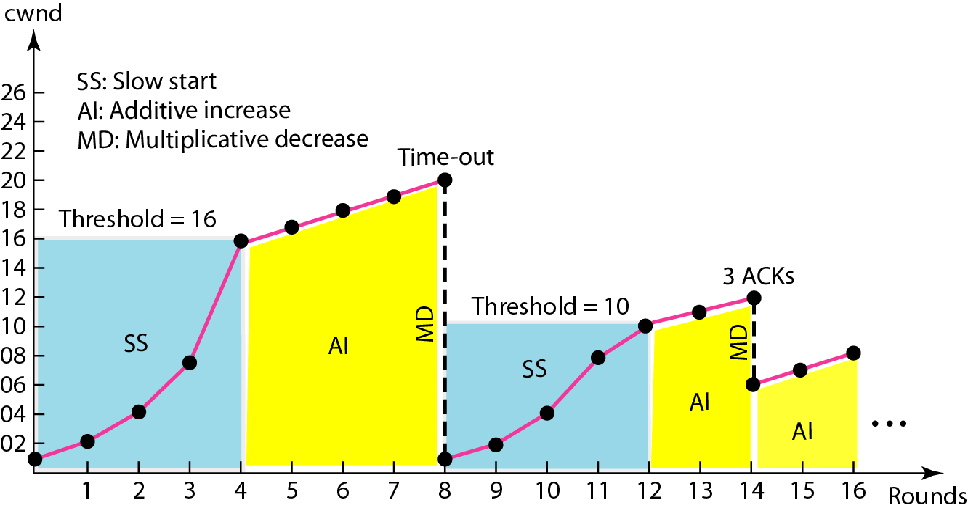 cwnd
SS: Slow start
AI: Additive increase
MD: Multiplicative decrease
26
24
22
20
18
16
14
12
10
08
06
04
02
Time-out
Threshold = 16
3 ACKs
Threshold = 10
SS
AI
MD
SS
AI
MD
AI
...
1 2 3 4 5 6 7 8 9 10 11 12 13 14 15 16 Rounds